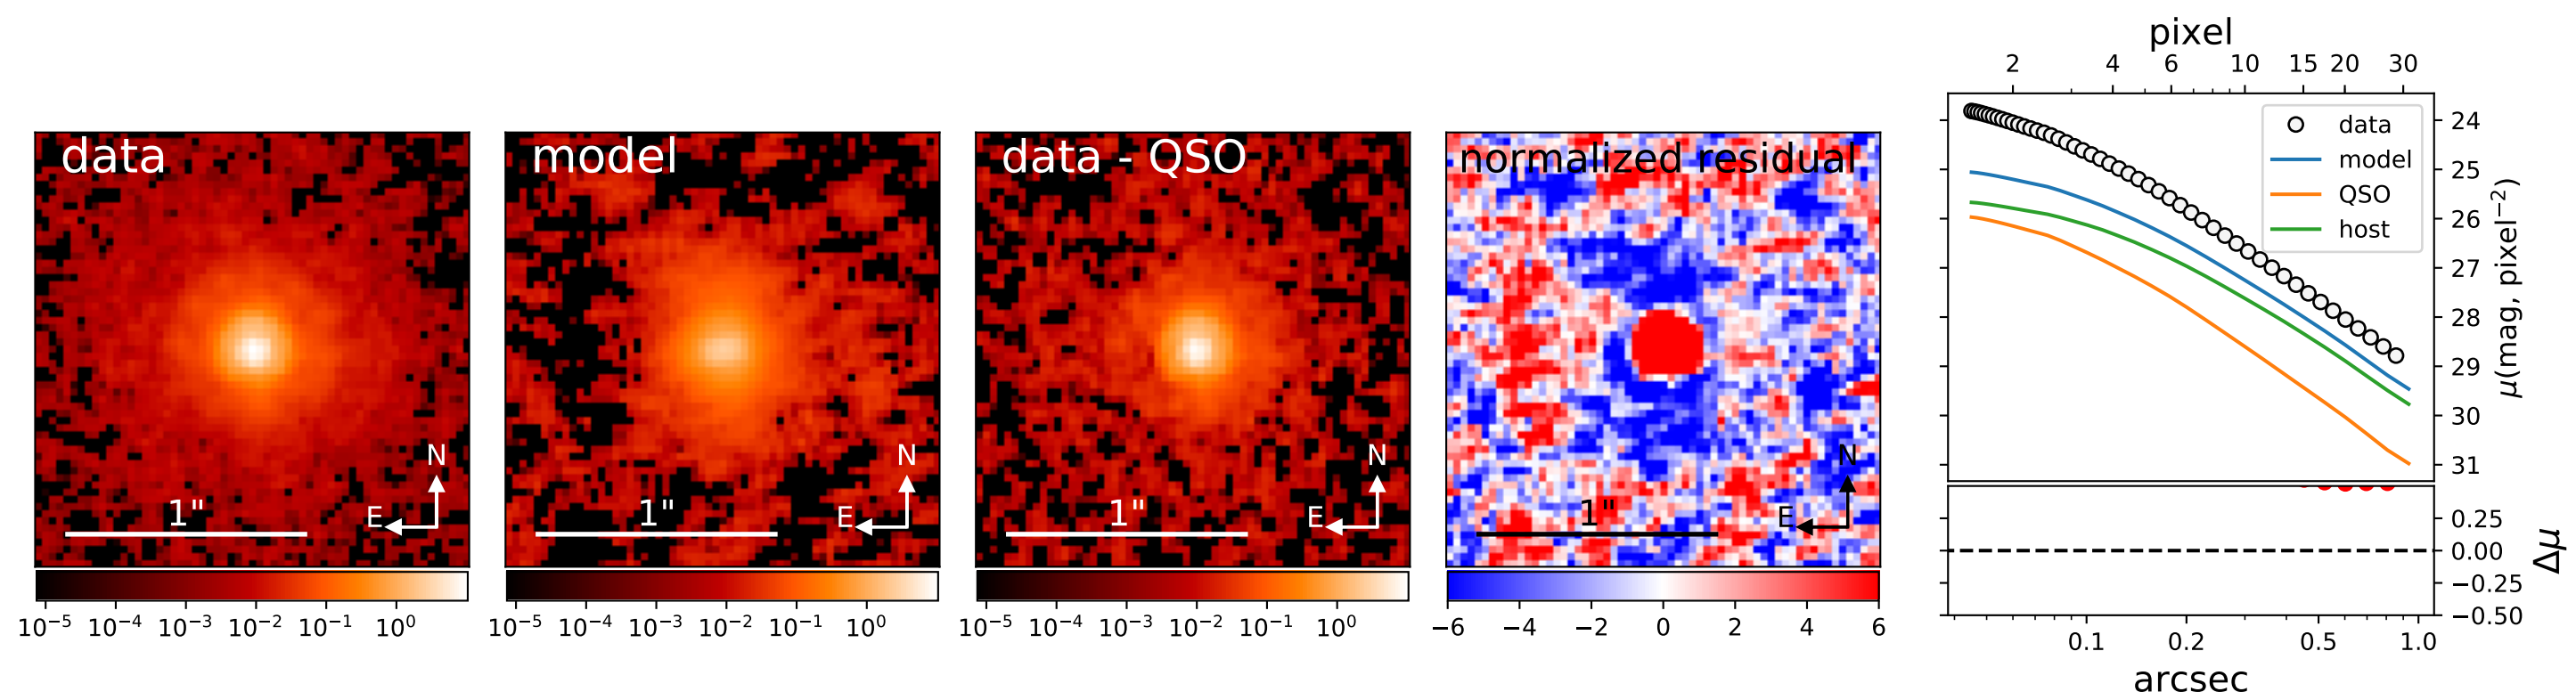 data
1"
N
E
10⁻⁵ 10⁻⁴ 10⁻³ 10⁻² 10⁻¹ 10⁰
model
1"
N
E
10⁻⁵ 10⁻⁴ 10⁻³ 10⁻² 10⁻¹ 10⁰
data - QSO
1"
N
E
10⁻⁵ 10⁻⁴ 10⁻³ 10⁻² 10⁻¹ 10⁰
normalized residual
1"
N
E
−6 −4 −2 0 2 4 6
pixel
2 4 6 10 15 20 30
data
model
QSO
host
24
25
26
27
28
29
30
31
μ(mag, pixel⁻²)
0.25
0.00
−0.25
−0.50
Δμ
0.1 0.2 0.5 1.0
arcsec